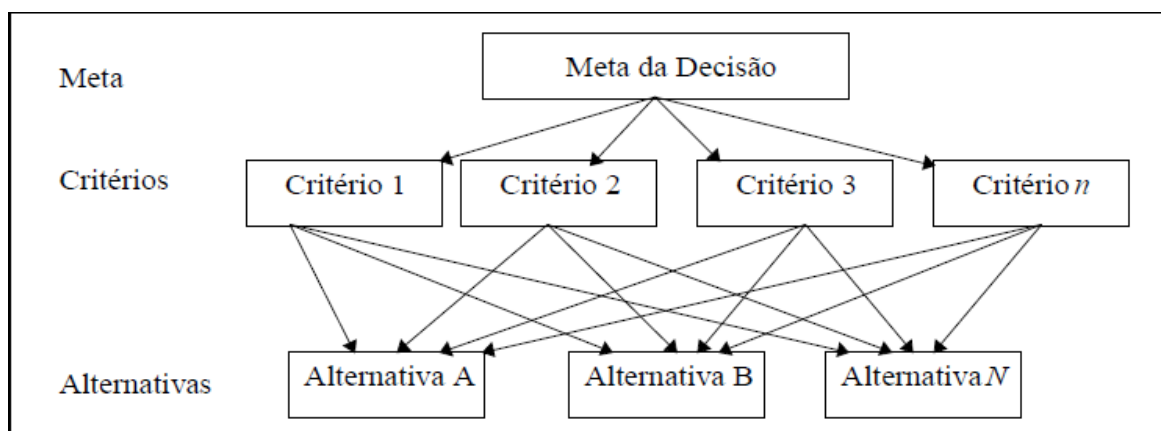 Meta
Meta da Decisão
Critérios
Critério 1
Critério 2
Critério 3
Critério n
Alternativas
Alternativa A
Alternativa B
Alternativa N